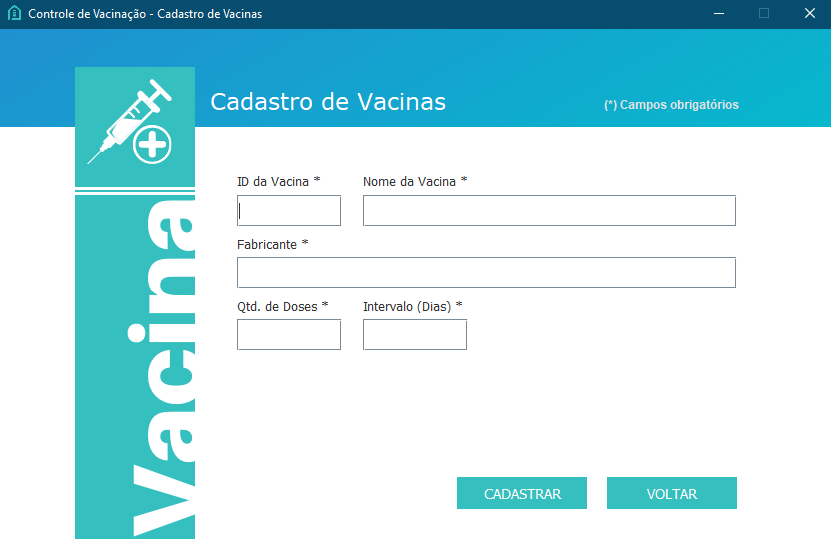 Controle de Vacinação - Cadastro de Vacinas
Cadastro de Vacinas
(*) Campos obrigatórios
Vacina
ID da Vacina * Nome da Vacina *
Fabricante *
Qtd. de Doses * Intervalo (Dias) *
CADASTRAR VOLTAR